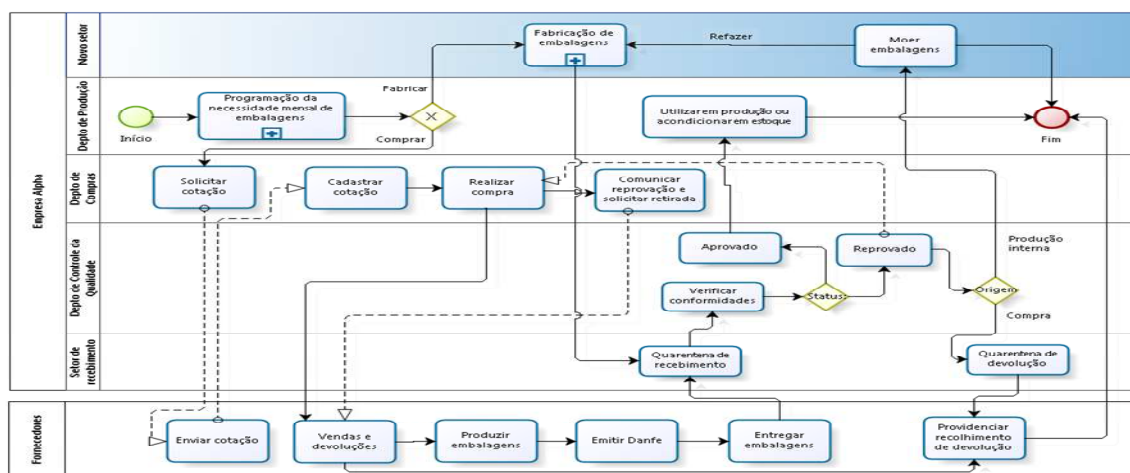 Empresa Alpha
Novo setor
Fabricação de
embalagens
Refazer
Moer
embalagens
Depto de Produção
Início
Programação da
necessidade mensal de
embalagens
Fabricar
Comprar
Utilizarem produção ou
acondicionarem estoque
Fim
Depto de
Compras
Solicitar
cotação
Cadastrar
cotação
Realizar
compra
Comunicar
reprovação e
solicitar retirada
Depto de Controle da
Qualidade
Aprovado
Reprovado
Produção
interna
Verificar
conformidades
Status:
Origem
Compra
Setor de
recebimento
Quarentena de
recebimento
Quarentena de
devolução
Fornecedores
Enviar cotação
Vendas e
devoluções
Produzir
embalagens
Emitir Danfe
Entregar
embalagens
Providenciar
recolhimento
de devolução